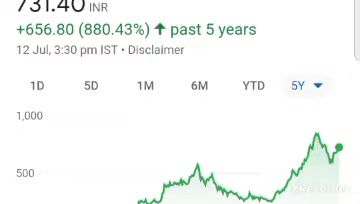 731.40 INR
+656.80 (880.43%) ↑ past 5 years
12 Jul, 3:30 pm IST • Disclaimer
1D 5D 1M 6M YTD 5Y
1,000
500